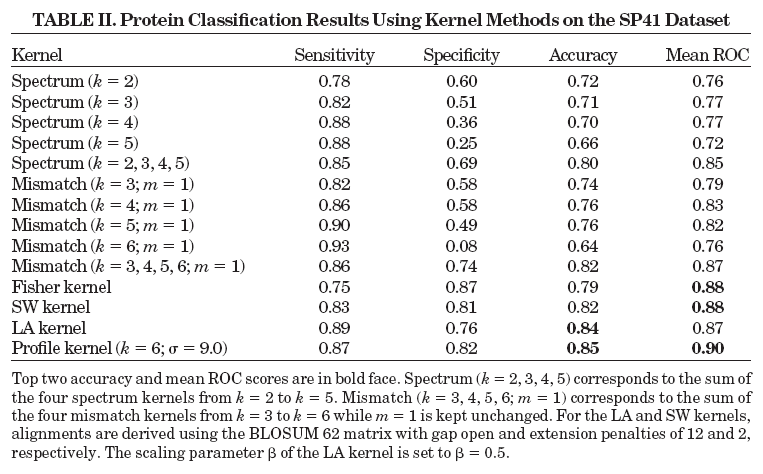 TABLE II. Protein Classification Results Using Kernel Methods on the SP41 Dataset
Kernel Sensitivity Specificity Accuracy Mean ROC
Spectrum (k = 2) 0.78 0.60 0.72 0.76
Spectrum (k = 3) 0.82 0.51 0.71 0.77
Spectrum (k = 4) 0.88 0.36 0.70 0.77
Spectrum (k = 5) 0.88 0.25 0.66 0.72
Spectrum (k = 2, 3, 4, 5) 0.85 0.69 0.80 0.85
Mismatch (k = 3; m = 1) 0.82 0.58 0.74 0.79
Mismatch (k = 4; m = 1) 0.86 0.58 0.76 0.83
Mismatch (k = 5; m = 1) 0.90 0.49 0.76 0.82
Mismatch (k = 6; m = 1) 0.93 0.08 0.64 0.76
Mismatch (k = 3, 4, 5, 6; m = 1) 0.86 0.74 0.82 0.87
Fisher kernel 0.75 0.87 0.79 0.88
SW kernel 0.83 0.81 0.82 0.88
LA kernel 0.89 0.76 0.84 0.87
Profile kernel (k = 6; σ = 9.0) 0.87 0.82 0.85 0.90
Top two accuracy and mean ROC scores are in bold face. Spectrum (k = 2, 3, 4, 5) corresponds to the sum of
the four spectrum kernels from k = 2 to k = 5. Mismatch (k = 3, 4, 5, 6; m = 1) corresponds to the sum of
the four mismatch kernels from k = 3 to k = 6 while m = 1 is kept unchanged. For the LA and SW kernels,
alignments are derived using the BLOSUM 62 matrix with gap open and extension penalties of 12 and 2,
respectively. The scaling parameter β of the LA kernel is set to β = 0.5.